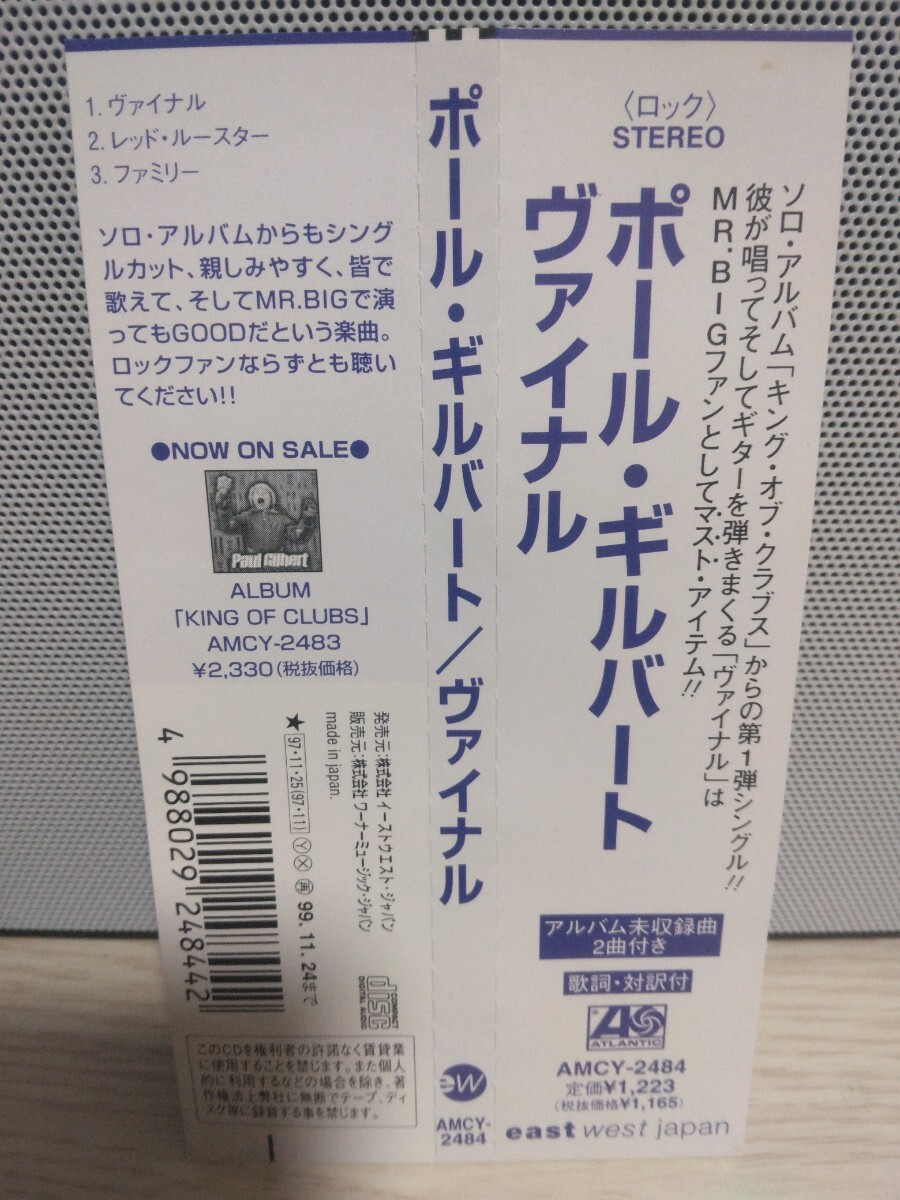 1. ヴァイナル
2. レッド・ルースター
3. ファミリー
ソロ・アルバムからもシング
ルカット、親しみやすく、皆で
歌えて、そしてMR.BIGで演
ってもGOODだという楽曲。
ロックファンならずとも聴い
てください!!
●NOW ON SALE●
Paul Gilbert
ALBUM
「KING OF CLUBS」
AMCY-2483
¥2,330(税抜価格)
4 988029 248442
★ 97・11・25(97・11) Y X 再 99.11.24まで
made in japan.
発売元:株式会社 イーストウエスト・ジャパン
販売元:株式会社 ワーナーミュージック・ジャパン
COMPACT
disc
DIGITAL AUDIO
このCDを権利者の許諾なく賃貸業
に使用することを禁じます。また個人
的に利用するなどの場合を除き、著
作権法上弊社に無断でテープ、ディ
スク等に録音する事を禁じます。
ポール・ギルバート/ヴァイナル
ew
AMCY-
2484
〈ロック〉
STEREO
ソロ・アルバム「キング・オブ・クラブス」からの第1弾シングル!!
彼が唱ってそしてギターを弾きまくる「ヴァイナル」は
MR.BIGファンとしてマスト・アイテム!!
ポール・ギルバート
ヴァイナル
アルバム未収録曲
2曲付き
歌詞・対訳付
ATLANTIC
AMCY-2484
定価¥1,223
(税抜価格¥1,165)
east west japan